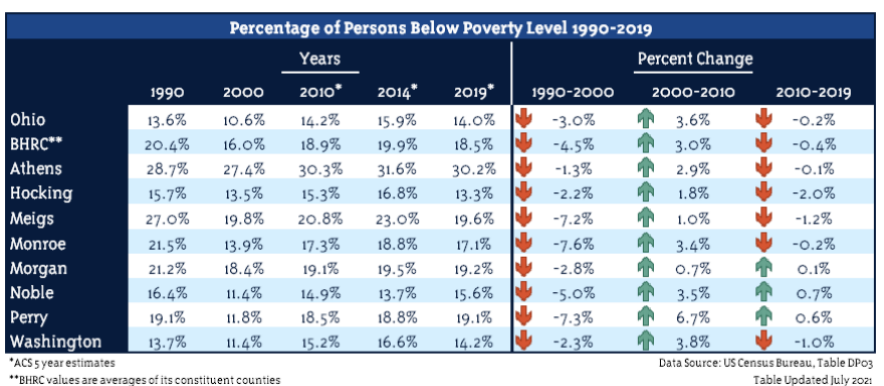 Percentage of Persons Below Poverty Level 1990-2019
Years Percent Change
1990 2000 2010* 2014* 2019* 1990-2000 2000-2010 2010-2019
Ohio 13.6% 10.6% 14.2% 15.9% 14.0% -3.0% 3.6% -0.2%
BHRC** 20.4% 16.0% 18.9% 19.9% 18.5% -4.5% 3.0% -0.4%
Athens 28.7% 27.4% 30.3% 31.6% 30.2% -1.3% 2.9% -0.1%
Hocking 15.7% 13.5% 15.3% 16.8% 13.3% -2.2% 1.8% -2.0%
Meigs 27.0% 19.8% 20.8% 23.0% 19.6% -7.2% 1.0% -1.2%
Monroe 21.5% 13.9% 17.3% 18.8% 17.1% -7.6% 3.4% -0.2%
Morgan 21.2% 18.4% 19.1% 19.5% 19.2% -2.8% 0.7% 0.1%
Noble 16.4% 11.4% 14.9% 13.7% 15.6% -5.0% 3.5% 0.7%
Perry 19.1% 11.8% 18.5% 18.8% 19.1% -7.3% 6.7% 0.6%
Washington 13.7% 11.4% 15.2% 16.6% 14.2% -2.3% 3.8% -1.0%
*ACS 5 year estimates Data Source: US Census Bureau, Table DP03
**BHRC values are averages of its constituent counties Table Updated July 2021